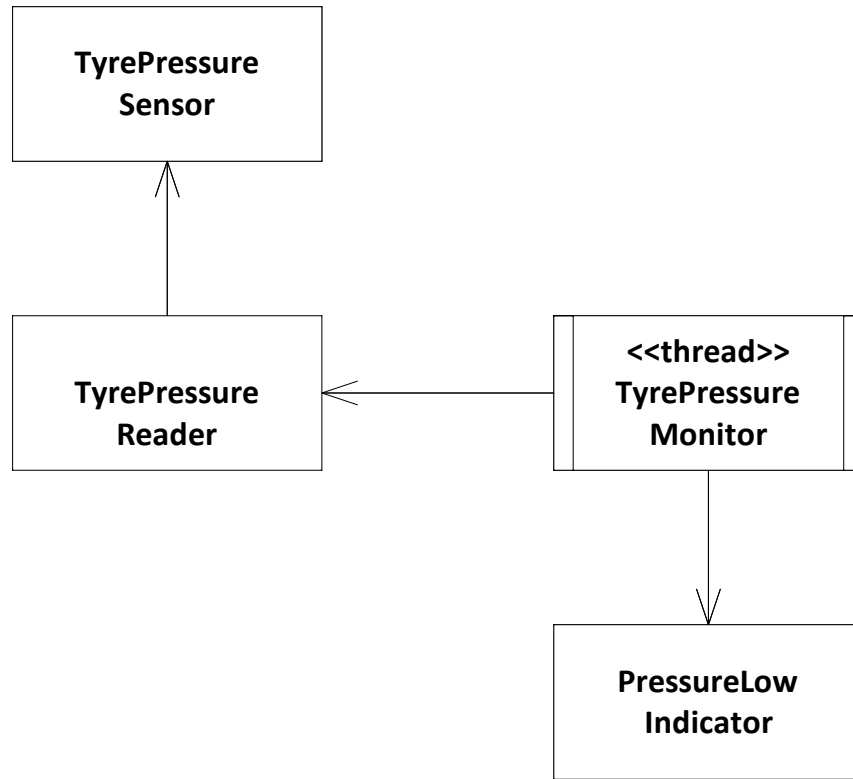 TyrePressure
Sensor
TyrePressure
Reader
<<thread>>
TyrePressure
Monitor
PressureLow
Indicator